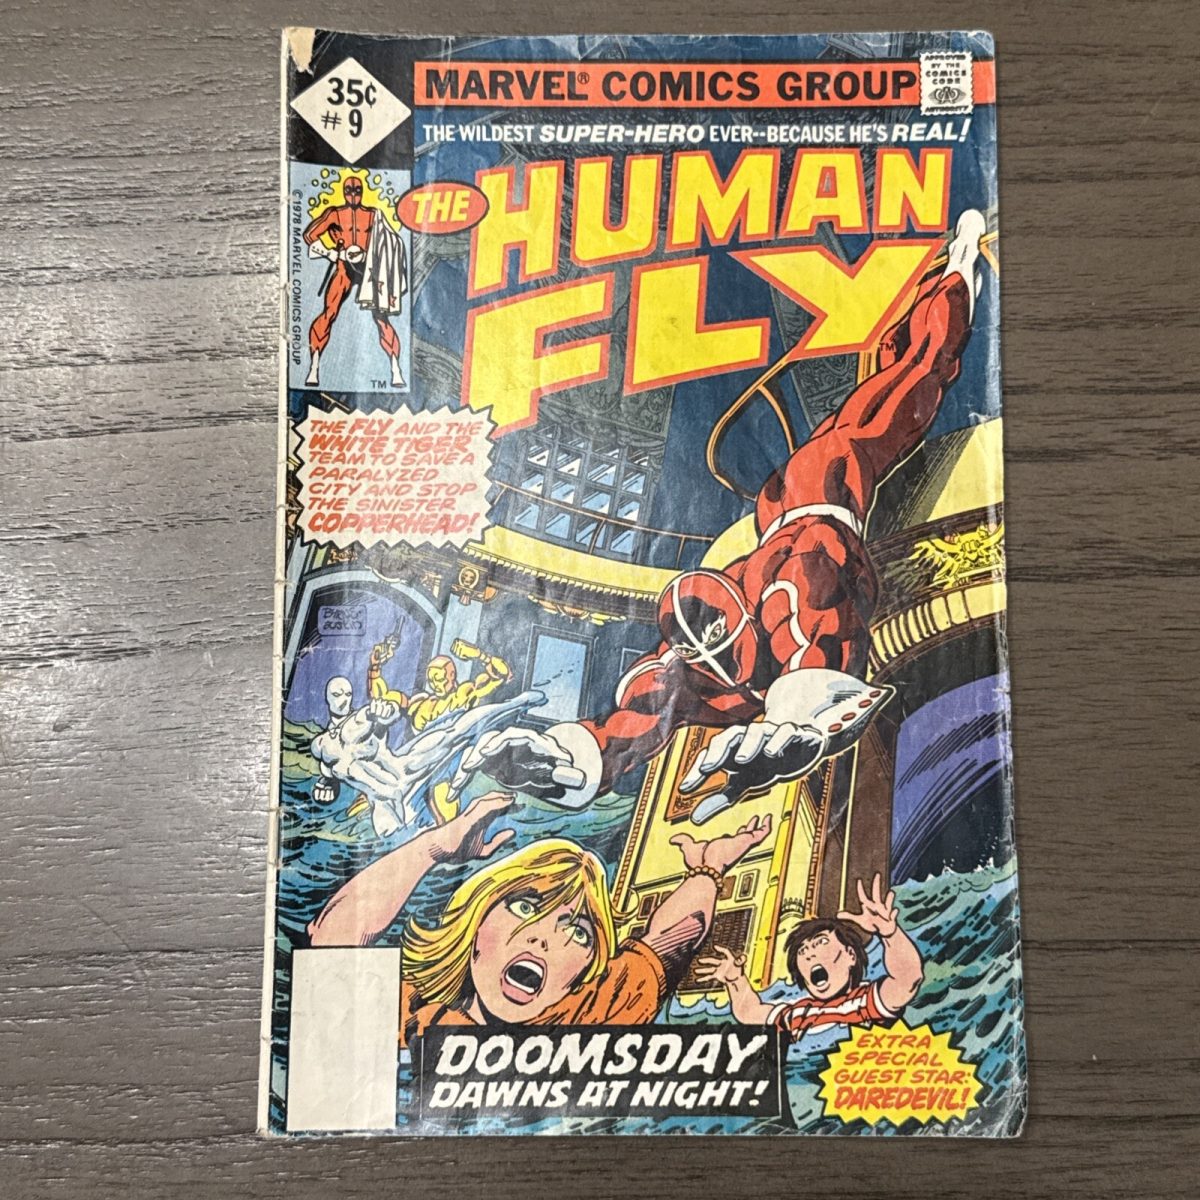 35¢
#9
MARVEL® COMICS GROUP
APPROVED
BY THE
COMICS
CODE
AUTHORITY
THE WILDEST SUPER-HERO EVER--BECAUSE HE'S REAL!
THE HUMAN
FLY
TM
©1978 MARVEL COMICS GROUP
TM
THE FLY AND THE
WHITE TIGER
TEAM TO SAVE A
PARALYZED
CITY AND STOP
THE SINISTER
COPPERHEAD!
AUSTIN
DOOMSDAY
DAWNS AT NIGHT!
EXTRA
SPECIAL
GUEST STAR:
DAREDEVIL!